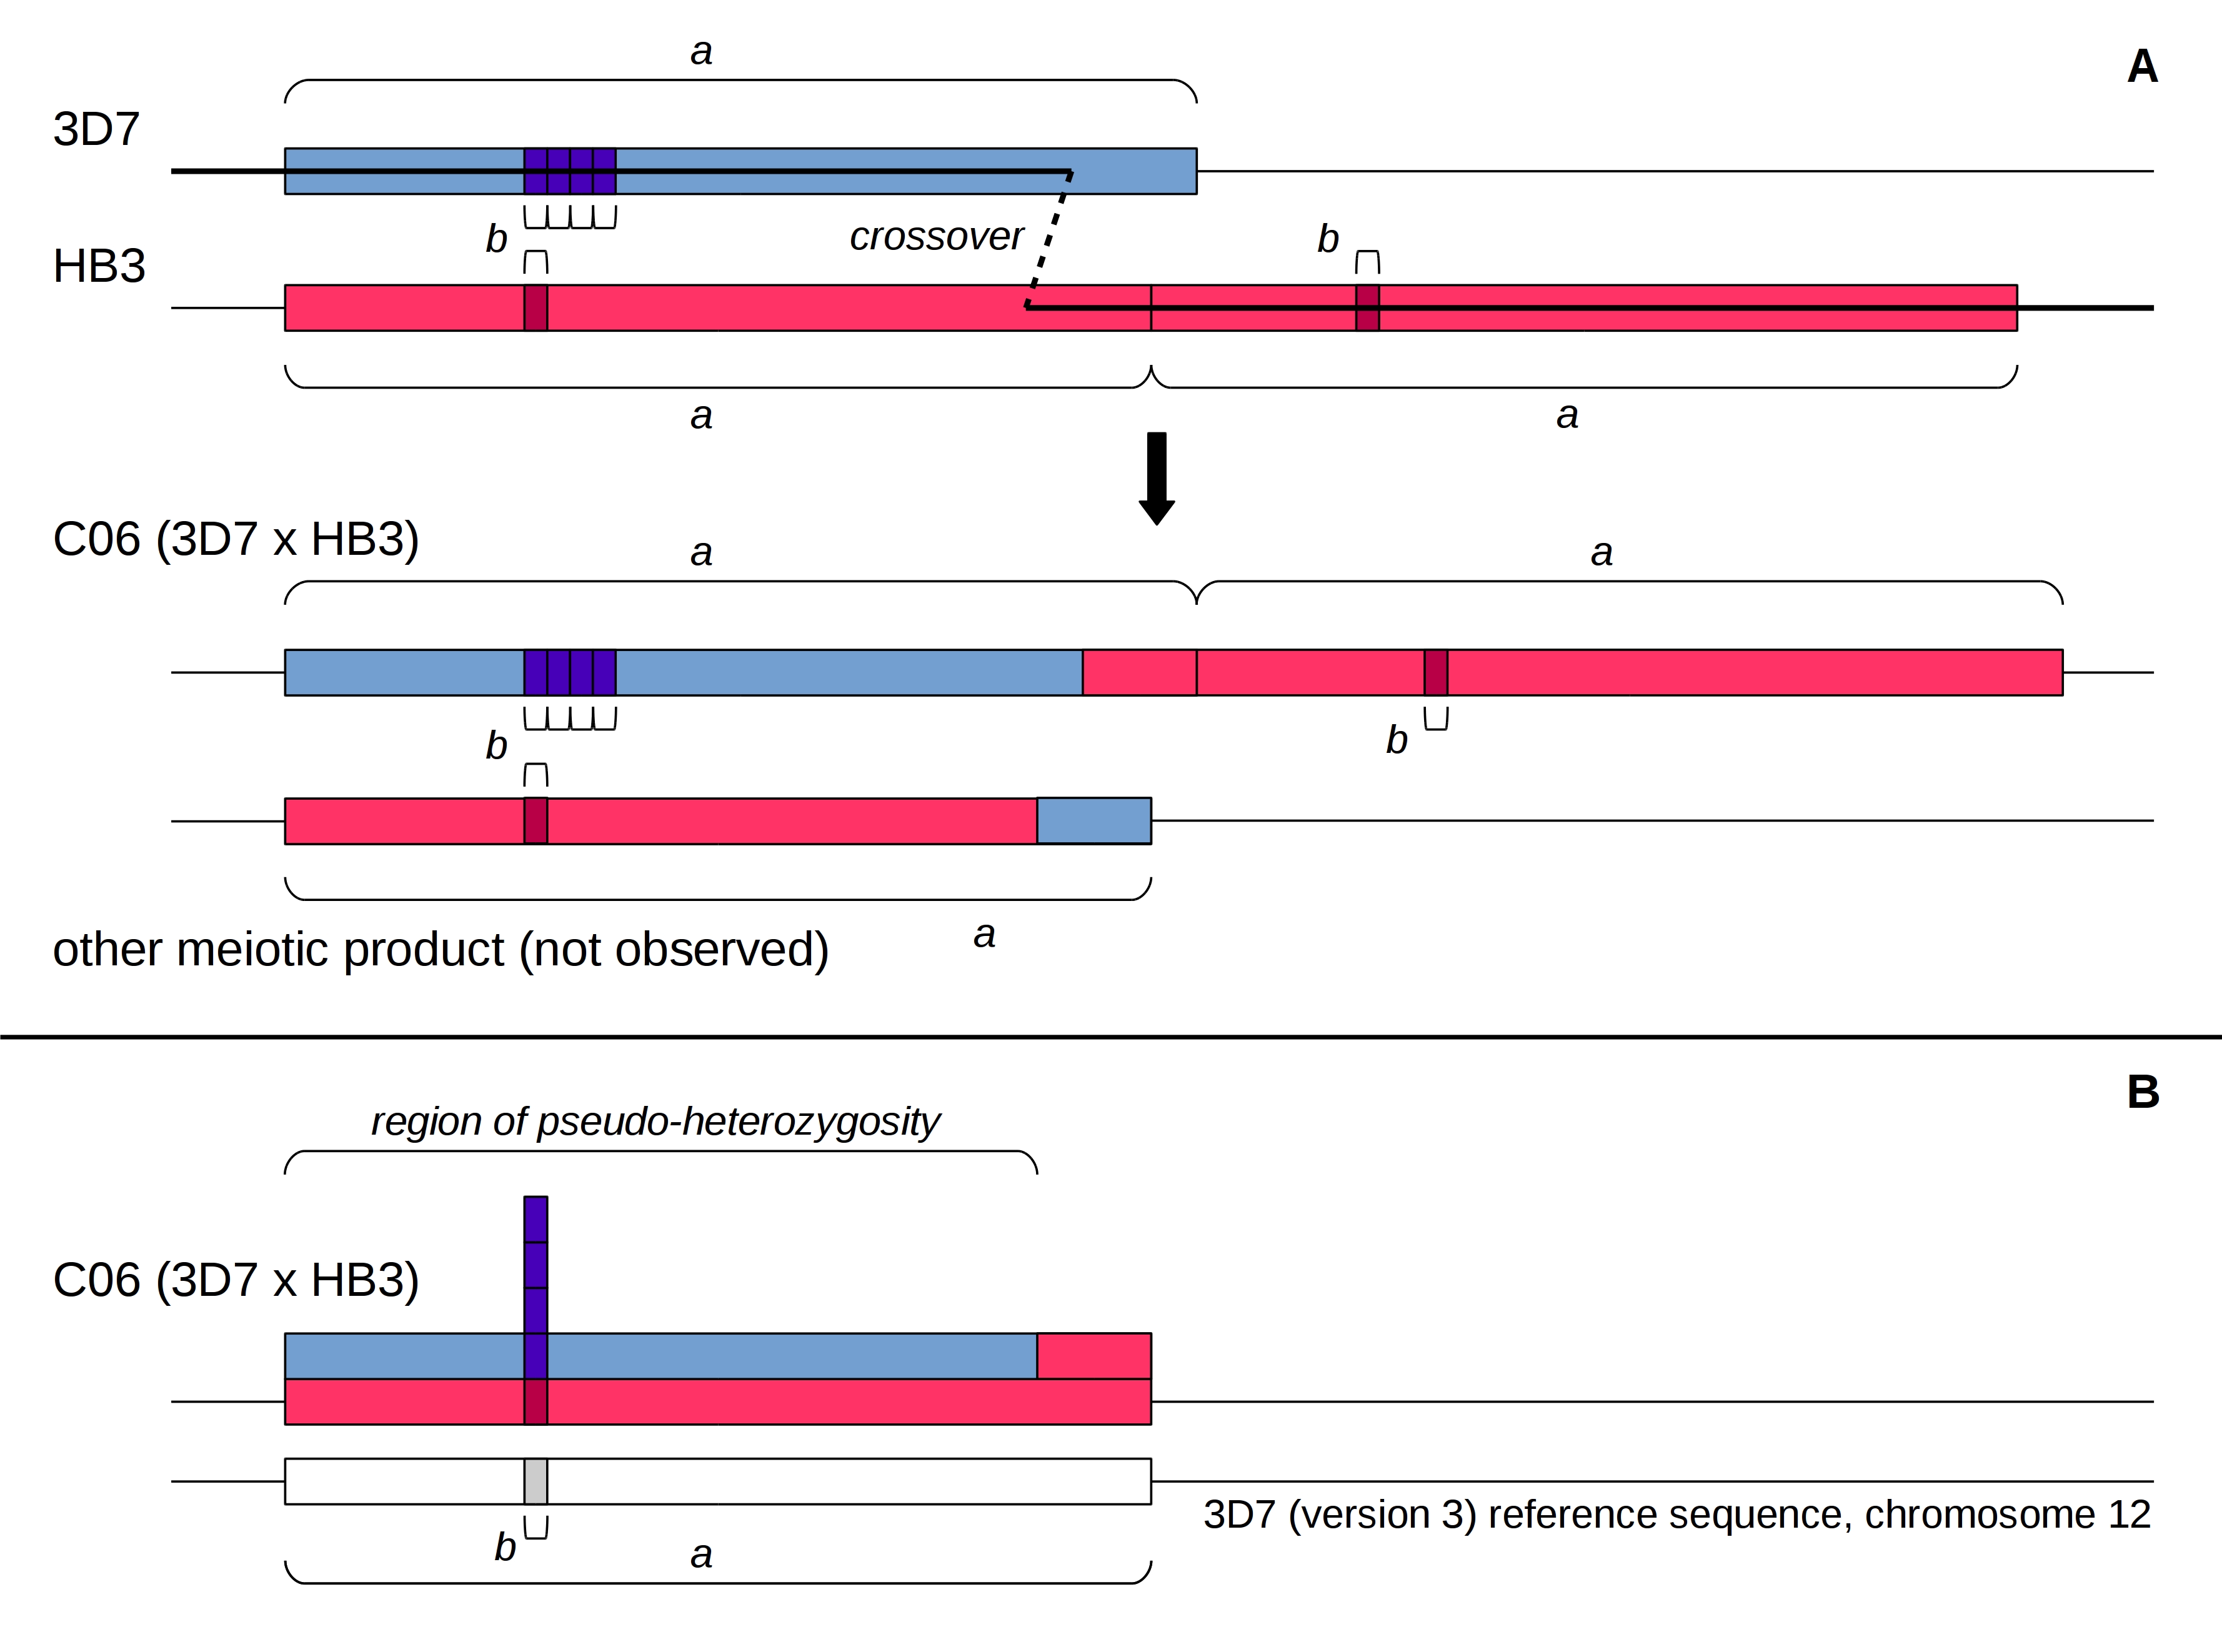 a
A
3D7
b
crossover
b
HB3
a
a
C06 (3D7 x HB3)
a
a
b
b
other meiotic product (not observed)
a
B
region of pseudo-heterozygosity
C06 (3D7 x HB3)
3D7 (version 3) reference sequence, chromosome 12
b
a